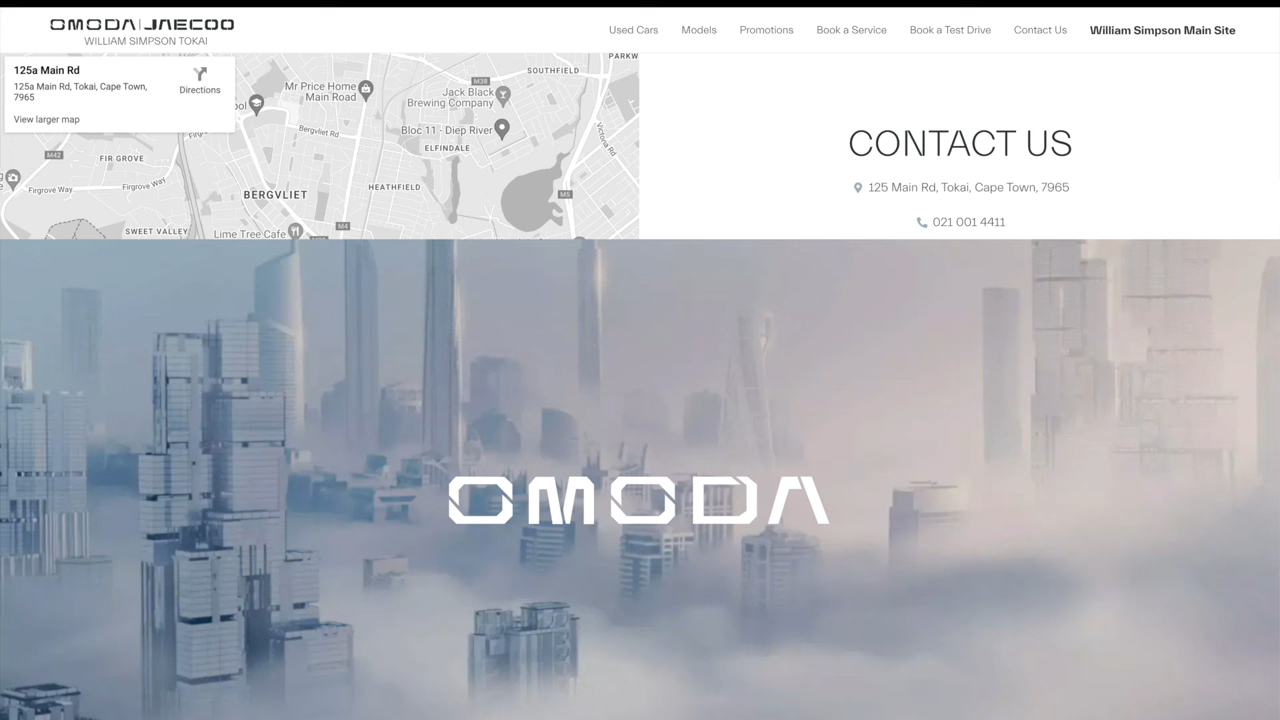 OMODA | JAECOO
WILLIAM SIMPSON TOKAI
Used Cars
Models
Promotions
Book a Service
Book a Test Drive
Contact Us
William Simpson Main Site
125a Main Rd
125a Main Rd, Tokai, Cape Town,
7965
Directions
View larger map
PARKW
SOUTHFIELD
M38
Mr Price Home
Main Road
Jack Black
Brewing Company
ool
Bergvliet Rd
Bloc 11 - Diep River
ELFINDALE
Victoria Rd
M42
FIR GROVE
Firgrove Way
Firgrove Way
BERGVLIET
HEATHFIELD
M5
SWEET VALLEY
Lime Tree Cafe
M4
CONTACT US
125 Main Rd, Tokai, Cape Town, 7965
021 001 4411
OMODA